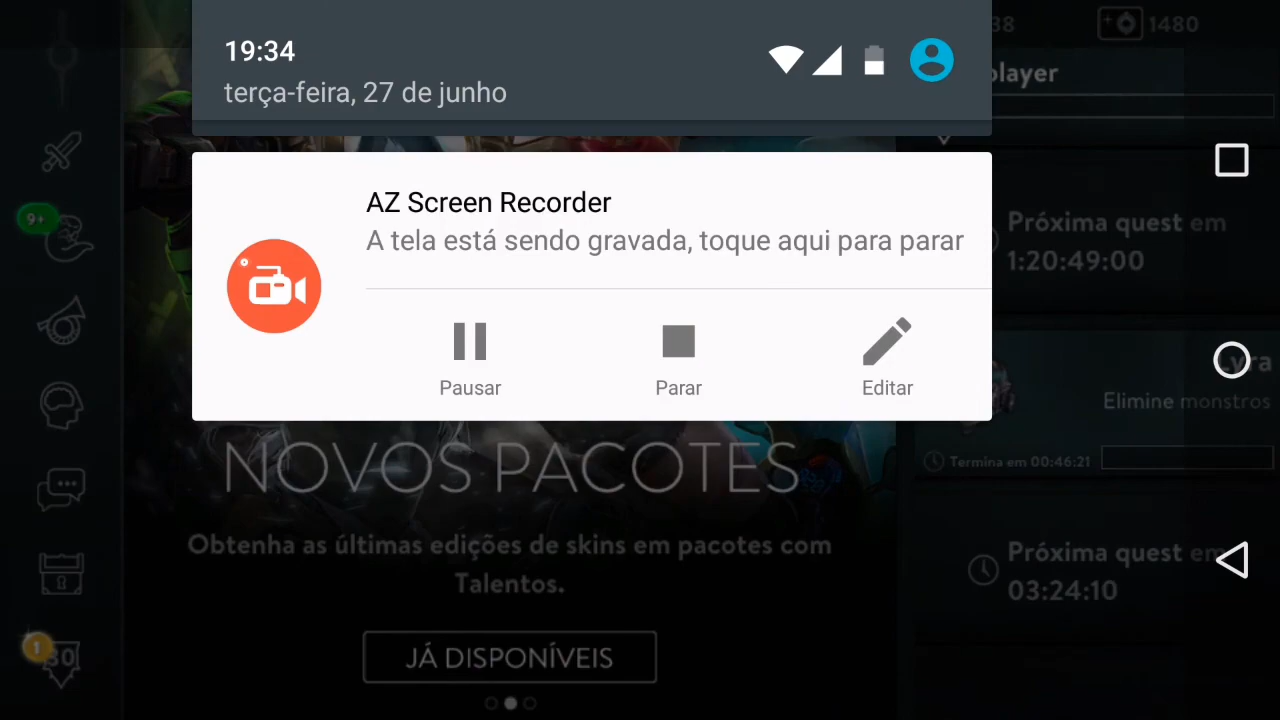 19:34
terça-feira, 27 de junho
38
1480
player
AZ Screen Recorder
A tela está sendo gravada, toque aqui para parar
Pausar
Parar
Editar
9+
Próxima quest em
1:20:49:00
Lyra
Elimine monstros
Termina em 00:46:21
NOVOS PACOTES
Obtenha as últimas edições de skins em pacotes com
Talentos.
JÁ DISPONÍVEIS
Próxima quest em
03:24:10
1
30